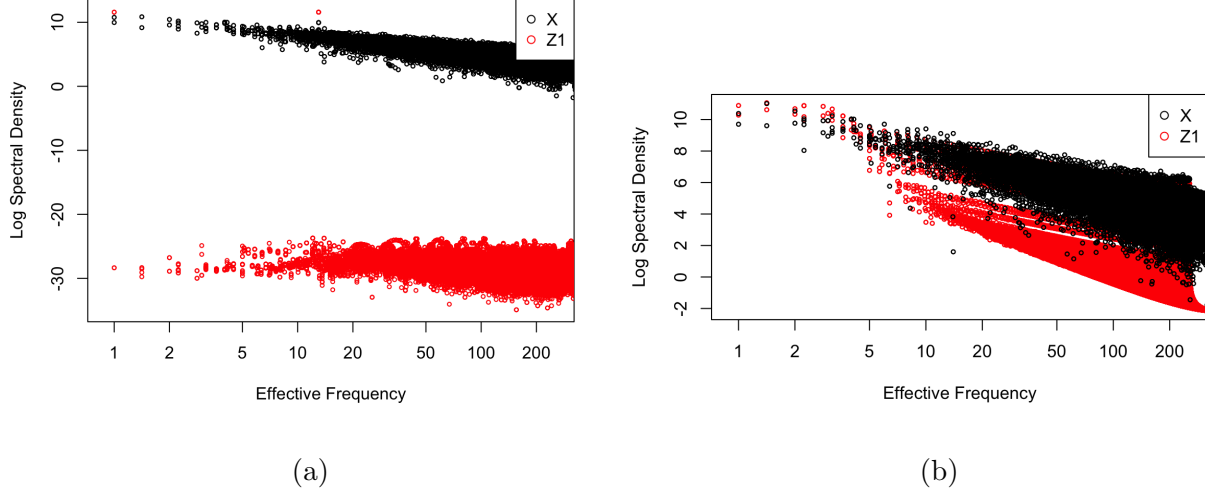 10
0
-10
-20
-30
Log Spectral Density
X
Z1
1 2 5 10 20 50 100 200
Effective Frequency
(a)
10
8
6
4
2
0
-2
Log Spectral Density
X
Z1
1 2 5 10 20 50 100 200
Effective Frequency
(b)